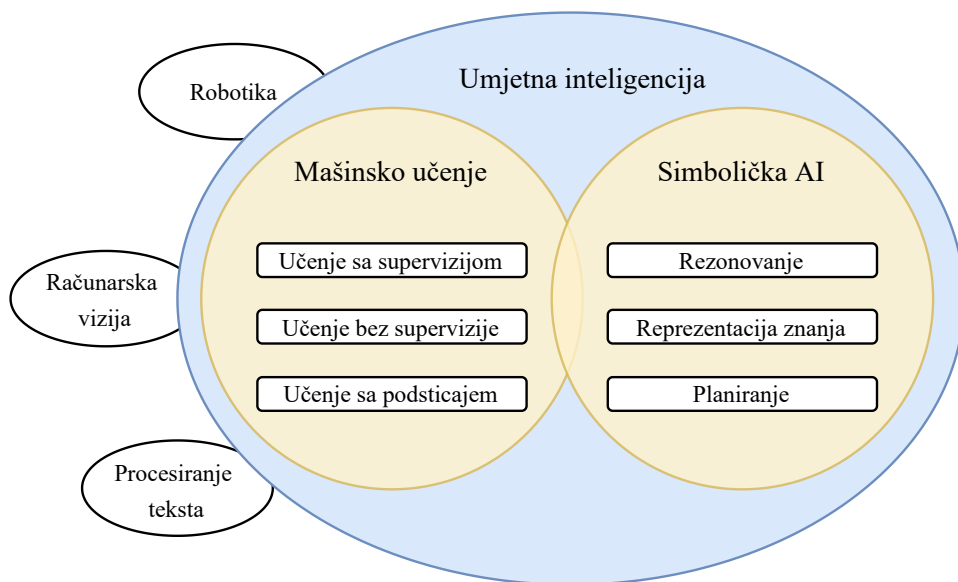 Umjetna inteligencija
Robotika
Mašinsko učenje
Simbolička AI
Učenje sa supervizijom
Rezonovanje
Računarska
vizija
Učenje bez supervizije
Reprezentacija znanja
Učenje sa podsticajem
Planiranje
Procesiranje
teksta